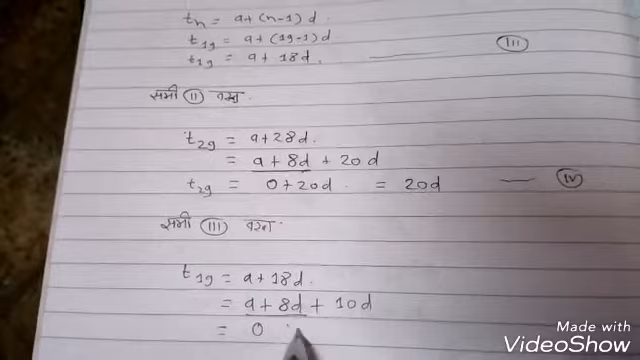 tn = a + (n-1) d.
t19 = a + (19-1) d
t19 = a + 18d. —— (III)
समी (II) वरून.
t29 = a + 28d.
= a + 8d + 20d
t29 = 0 + 20d. = 20d —— (IV)
समी (III) वरून.
t19 = a + 18d.
= a + 8d + 10d
= 0
Made with
VideoShow